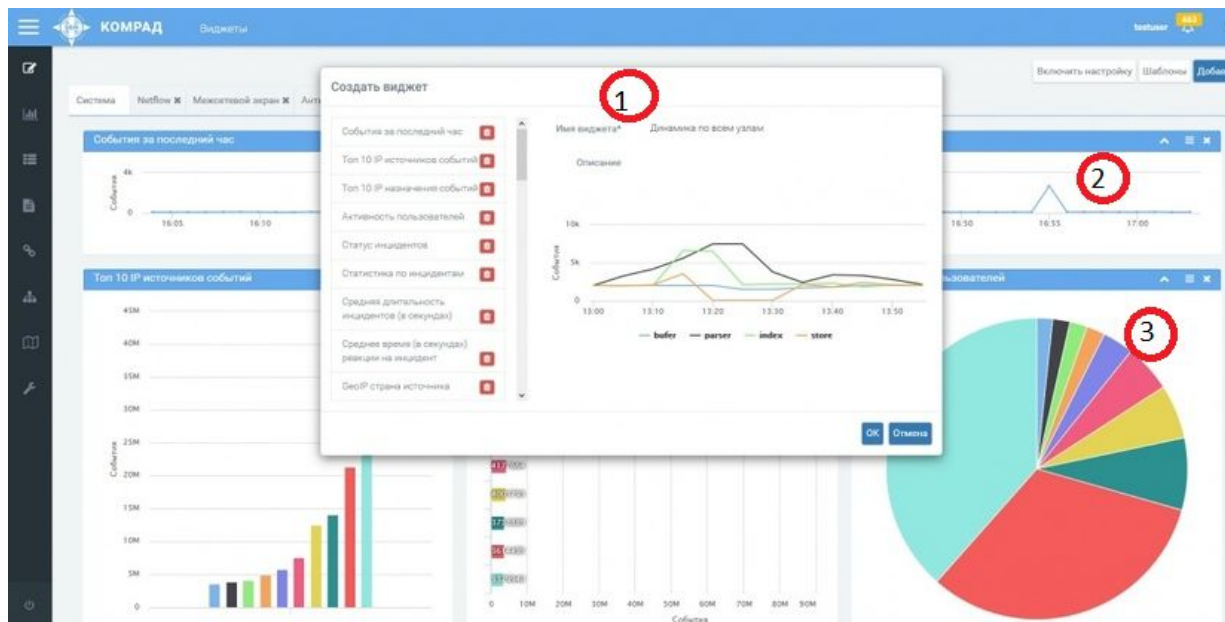 КОМРАД
Виджеты
testuser
463
Включить настройку
Шаблоны
Система
Netflow
Межсетевой экран
События за последний час
События
4k
0
16:05
16:10
16:50
16:55
17:00
Создать виджет
События за последний час
Топ 10 IP источников событий
Топ 10 IP назначения событий
Активность пользователей
Статус инцидентов
Статистика по инцидентам
Средняя длительность
инцидентов (в секундах)
Среднее время (в секундах)
реакции на инцидент
GeoIP страна источника
1
Имя виджета*
Динамика по всем узлам
Описание
События
10k
5k
0
13:00
13:10
13:20
13:30
13:40
13:50
bufer
parser
index
store
OK
Отмена
2
3
Топ 10 IP источников событий
События
45M
40M
35M
30M
25M
20M
15M
10M
5M
0
0
10M
20M
30M
40M
50M
60M
70M
80M
90M
События